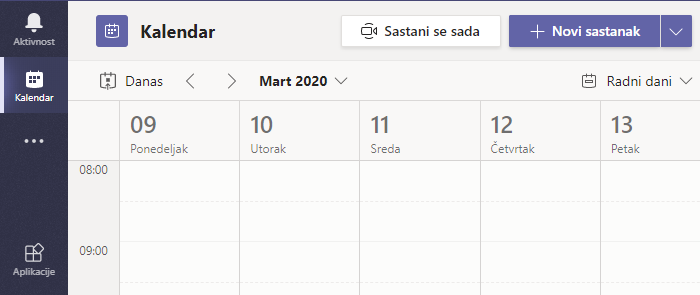 Aktivnost
Kalendar
Aplikacije
Kalendar Sastani se sada Novi sastanak
Danas Mart 2020 Radni dani
09 10 11 12 13
Ponedeljak Utorak Sreda Četvrtak Petak
08:00
09:00